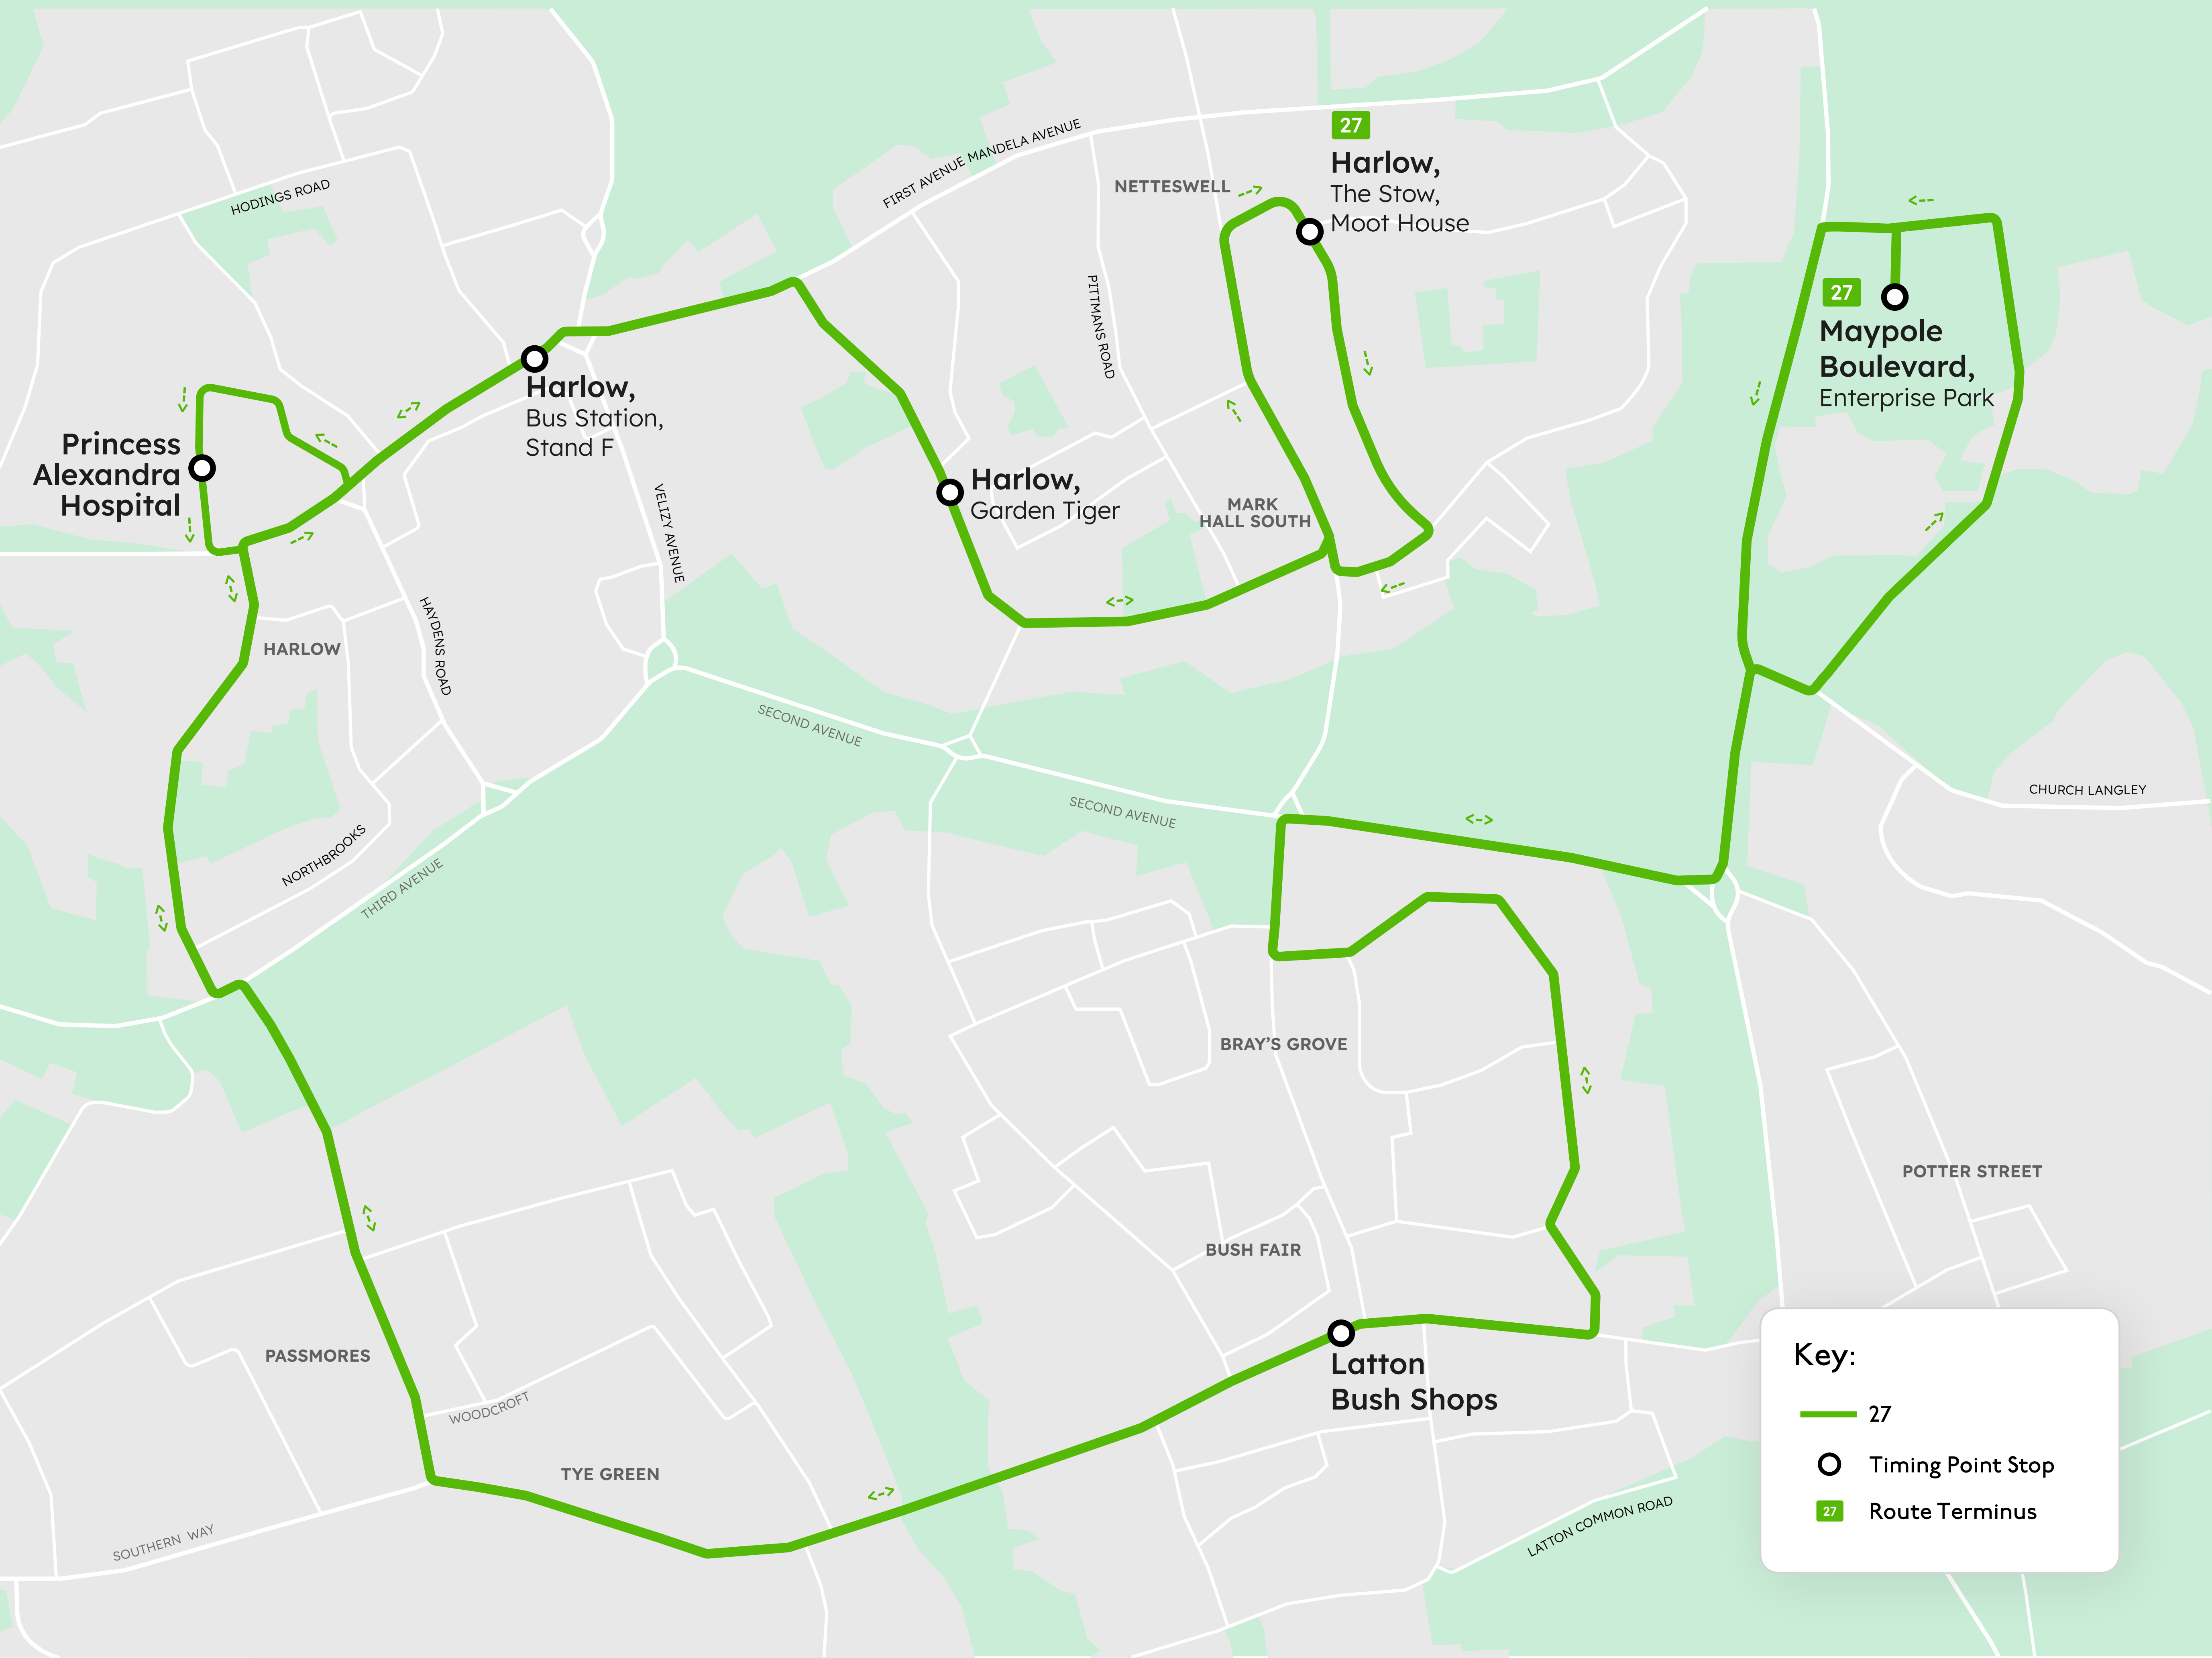 FIRST AVENUE MANDELA AVENUE
27
Harlow,
The Stow,
Moot House
NETTESWELL
HODINGS ROAD
PITTMANS ROAD
27
Maypole
Boulevard,
Enterprise Park
Harlow,
Bus Station,
Stand F
Princess
Alexandra
Hospital
Harlow,
Garden Tiger
VELIZY AVENUE
MARK
HALL SOUTH
HAYDENS ROAD
HARLOW
SECOND AVENUE
SECOND AVENUE
CHURCH LANGLEY
NORTHBROOKS
THIRD AVENUE
BRAY'S GROVE
POTTER STREET
BUSH FAIR
PASSMORES
Latton
Bush Shops
WOODCROFT
TYE GREEN
SOUTHERN WAY
LATTON COMMON ROAD
Key:
27
Timing Point Stop
27
Route Terminus